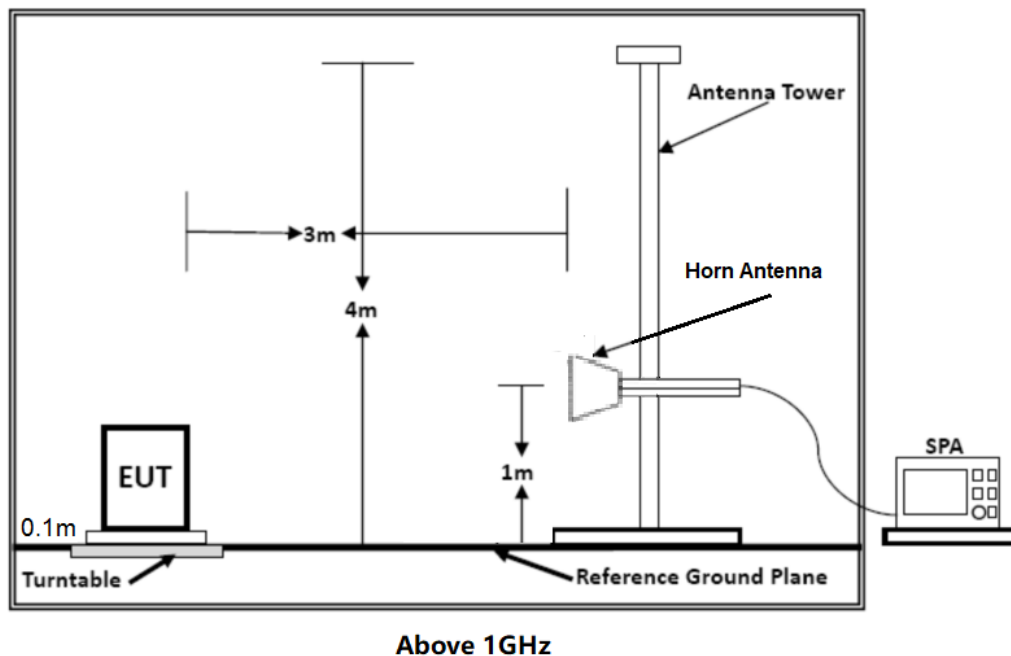 Antenna Tower
3m
Horn Antenna
4m
SPA
EUT
1m
0.1m
Turntable
Reference Ground Plane
Above 1GHz